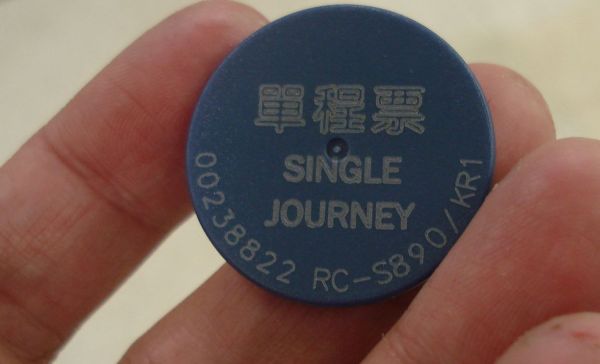 單程票
SINGLE
JOURNEY
00238822 RC-S890/KR1